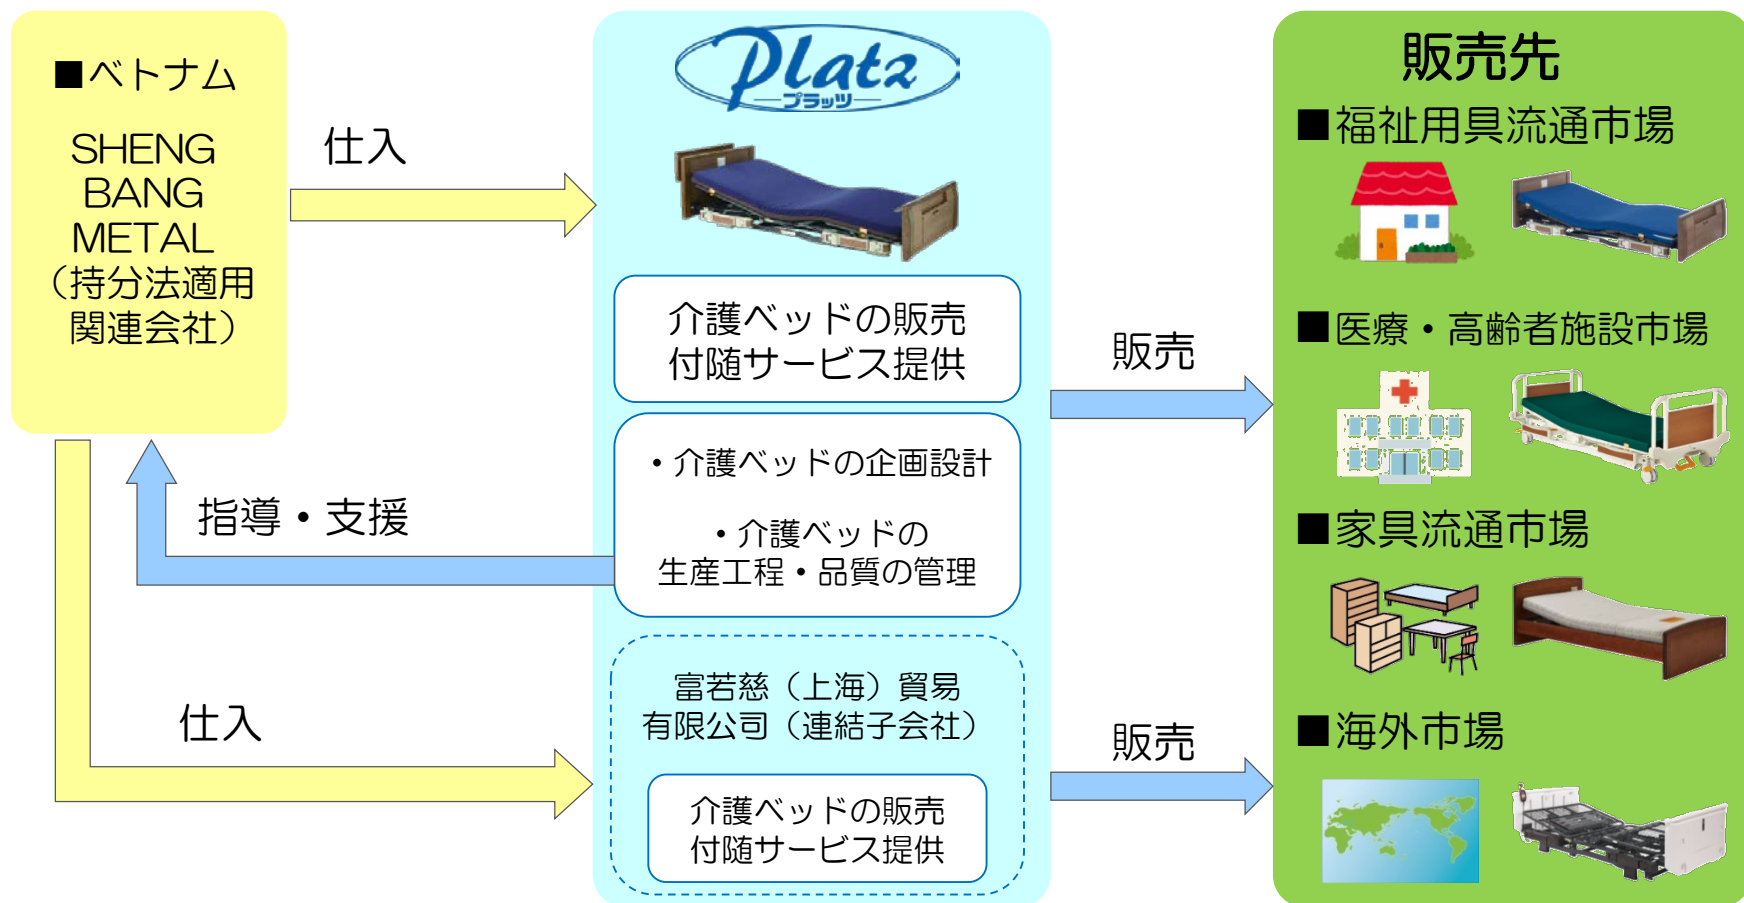 ■ベトナム
SHENG
BANG
METAL
（持分法適用
関連会社）
仕入
指導・支援
仕入
Platz
プラッツ
介護ベッドの販売
付随サービス提供
・介護ベッドの企画設計
・介護ベッドの
生産工程・品質の管理
富若慈（上海）貿易
有限公司（連結子会社）
介護ベッドの販売
付随サービス提供
販売
販売
販売先
■福祉用具流通市場
■医療・高齢者施設市場
■家具流通市場
■海外市場